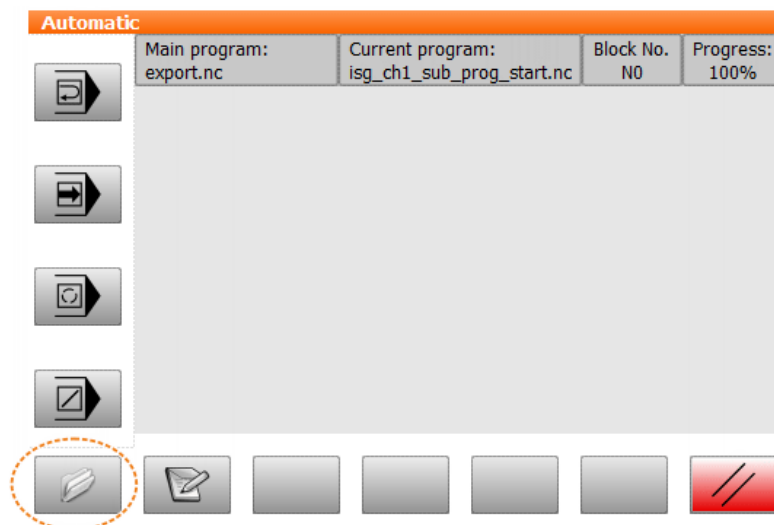 Automatic
Main program:
export.nc
Current program:
isg_ch1_sub_prog_start.nc
Block No.
N0
Progress:
100%